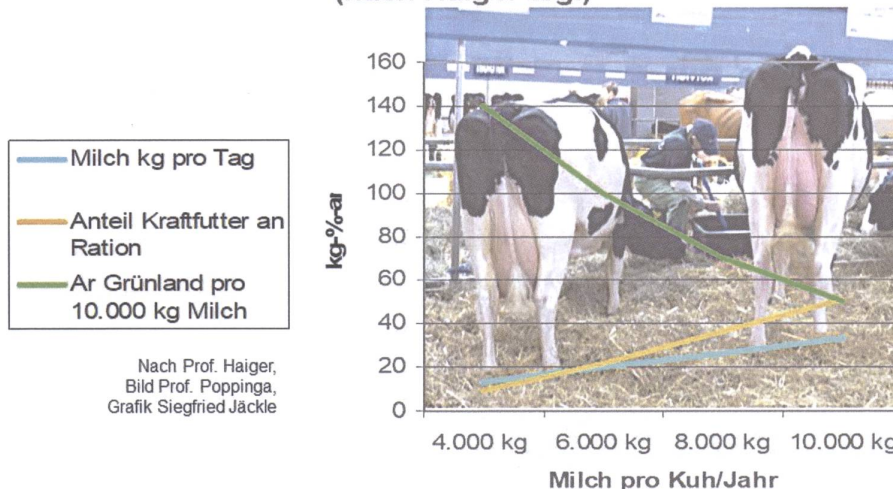 160
140
120
100
80
60
40
20
0
kg-%-ar
Milch kg pro Tag
Anteil Kraftfutter an
Ration
Ar Grünland pro
10.000 kg Milch
Nach Prof. Haiger,
Bild Prof. Poppinga,
Grafik Siegfried Jäckle
4.000 kg 6.000 kg 8.000 kg 10.000 kg
Milch pro Kuh/Jahr